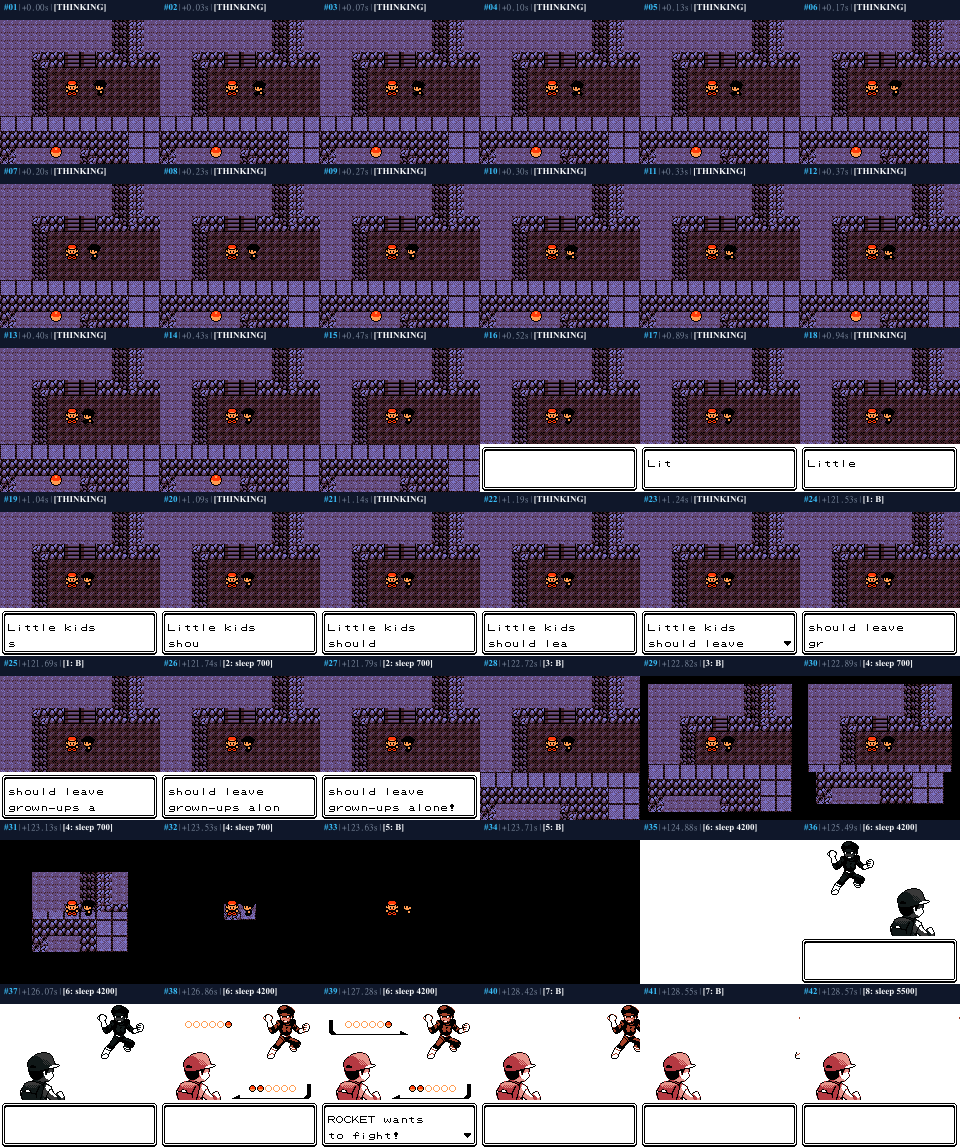 #01|+0.00s|[THINKING]
#02|+0.03s|[THINKING]
#03|+0.07s|[THINKING]
#04|+0.10s|[THINKING]
#05|+0.13s|[THINKING]
#06|+0.17s|[THINKING]
#07|+0.20s|[THINKING]
#08|+0.23s|[THINKING]
#09|+0.27s|[THINKING]
#10|+0.30s|[THINKING]
#11|+0.33s|[THINKING]
#12|+0.37s|[THINKING]
#13|+0.40s|[THINKING]
#14|+0.43s|[THINKING]
#15|+0.47s|[THINKING]
#16|+0.52s|[THINKING]
#17|+0.89s|[THINKING]
#18|+0.94s|[THINKING]
Lit
Little
#19|+1.04s|[THINKING]
#20|+1.09s|[THINKING]
#21|+1.14s|[THINKING]
#22|+1.19s|[THINKING]
#23|+1.24s|[THINKING]
#24|+121.53s|[1: B]
Little kids
s
Little kids
shou
Little kids
should
Little kids
should lea
Little kids
should leave
should leave
gr
#25|+121.69s|[1: B]
#26|+121.74s|[2: sleep 700]
#27|+121.79s|[2: sleep 700]
#28|+122.72s|[3: B]
#29|+122.82s|[3: B]
#30|+122.89s|[4: sleep 700]
should leave
grown-ups a
should leave
grown-ups alon
should leave
grown-ups alone!
#31|+123.13s|[4: sleep 700]
#32|+123.53s|[4: sleep 700]
#33|+123.63s|[5: B]
#34|+123.71s|[5: B]
#35|+124.88s|[6: sleep 4200]
#36|+125.49s|[6: sleep 4200]
#37|+126.07s|[6: sleep 4200]
#38|+126.86s|[6: sleep 4200]
#39|+127.28s|[6: sleep 4200]
#40|+128.42s|[7: B]
#41|+128.55s|[7: B]
#42|+128.57s|[8: sleep 5500]
ROCKET wants
to fight!